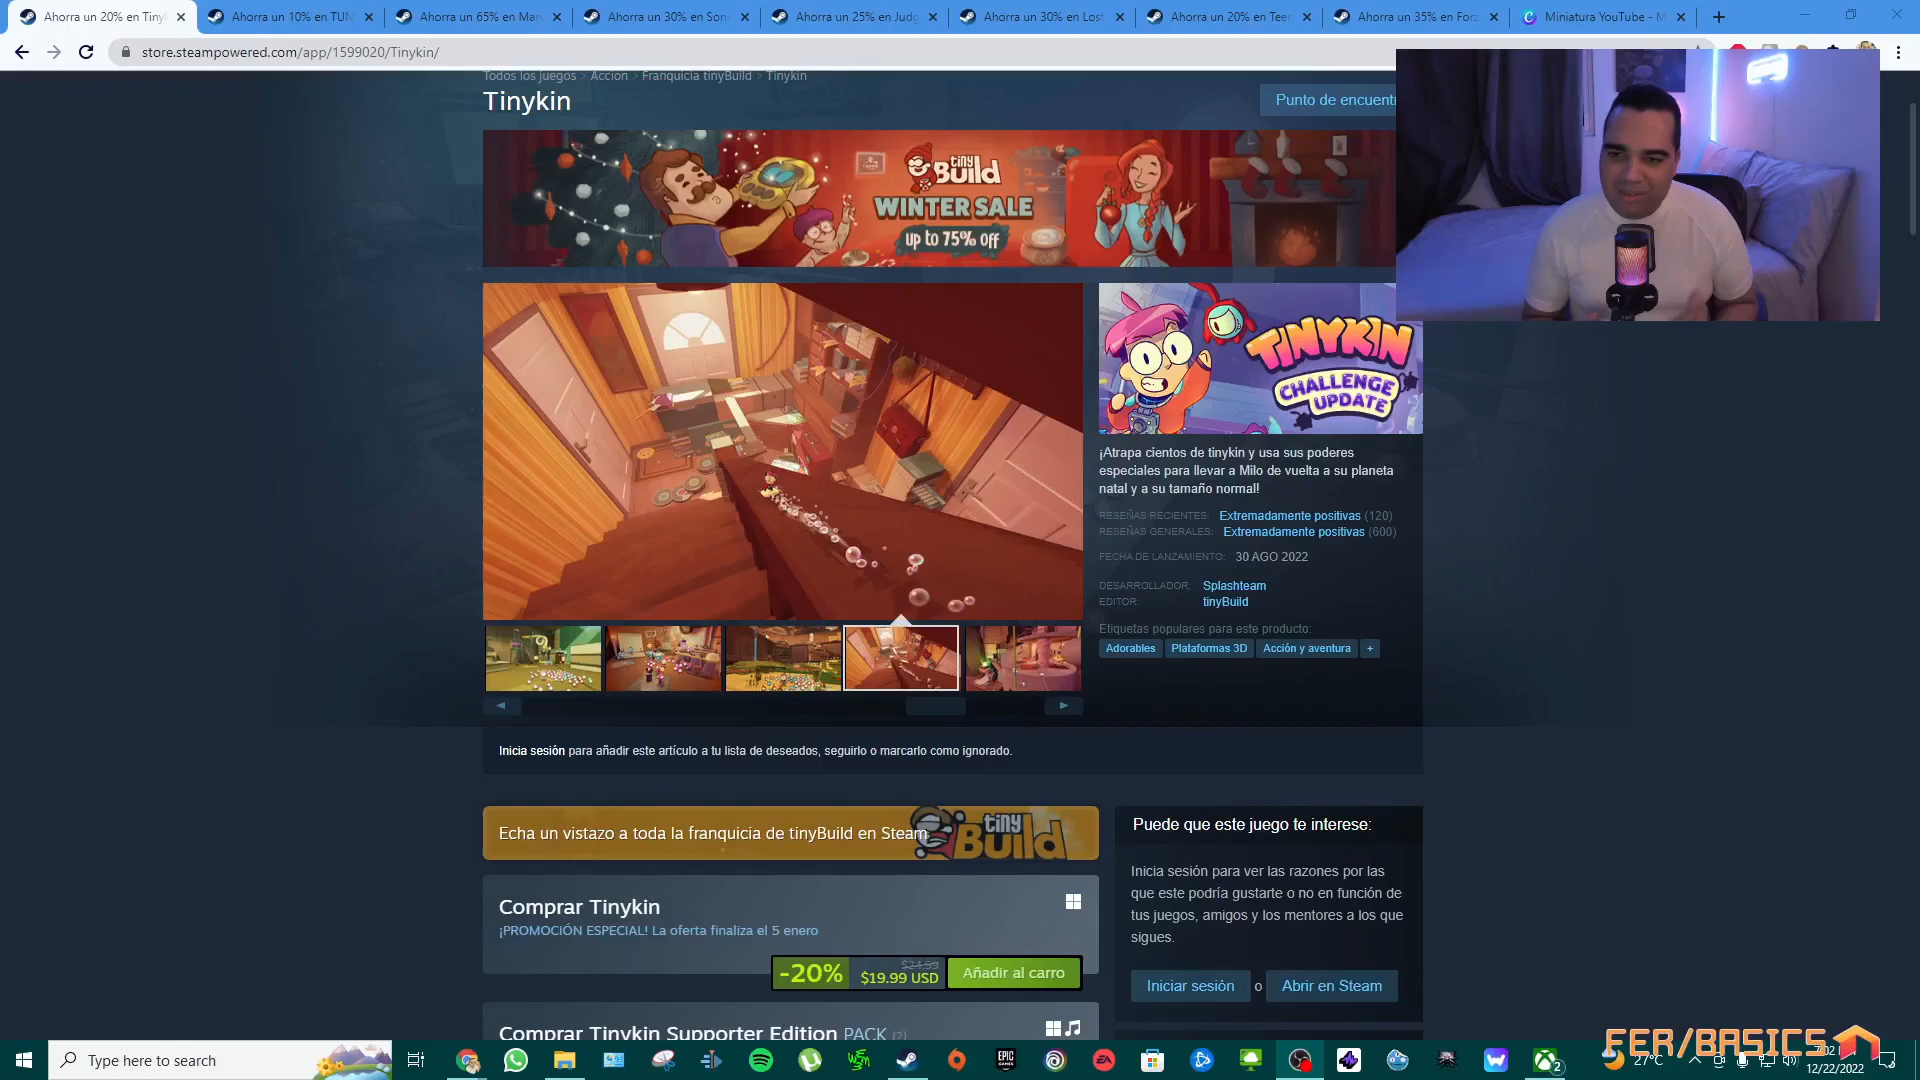 Ahorra un 20% en Tinyl
Ahorra un 10% en TUN
Ahorra un 65% en Mar
Ahorra un 30% en Son
Ahorra un 25% en Judg
Ahorra un 30% en Lost
Ahorra un 20% en Teen
Ahorra un 35% en Forz
Miniatura YouTube - M
store.steampowered.com/app/1599020/Tinykin/
Todos los juegos > Acción > Franquicia tinyBuild > Tinykin
Tinykin
Punto de encuentr
tiny Build
WINTER SALE
up to 75% off
TINYKIN
CHALLENGE
UPDATE
¡Atrapa cientos de tinykin y usa sus poderes
especiales para llevar a Milo de vuelta a su planeta
natal y a su tamaño normal!
RESEÑAS RECIENTES: Extremadamente positivas (120)
RESEÑAS GENERALES: Extremadamente positivas (600)
FECHA DE LANZAMIENTO: 30 AGO 2022
DESARROLLADOR: Splashteam
EDITOR: tinyBuild
Etiquetas populares para este producto:
Adorables Plataformas 3D Acción y aventura +
Inicia sesión para añadir este artículo a tu lista de deseados, seguirlo o marcarlo como ignorado.
Echa un vistazo a toda la franquicia de tinyBuild en Steam
tiny Build
Comprar Tinykin
¡PROMOCIÓN ESPECIAL! La oferta finaliza el 5 enero
-20% $24.99 $19.99 USD Añadir al carro
Comprar Tinykin Supporter Edition PACK (?)
Puede que este juego te interese:
Inicia sesión para ver las razones por las
que este podría gustarte o no en función de
tus juegos, amigos y los mentores a los que
sigues.
Iniciar sesión o Abrir en Steam
FER/BASICS
Type here to search
EPIC GAMES
EA
2
27°C
12/22/2022